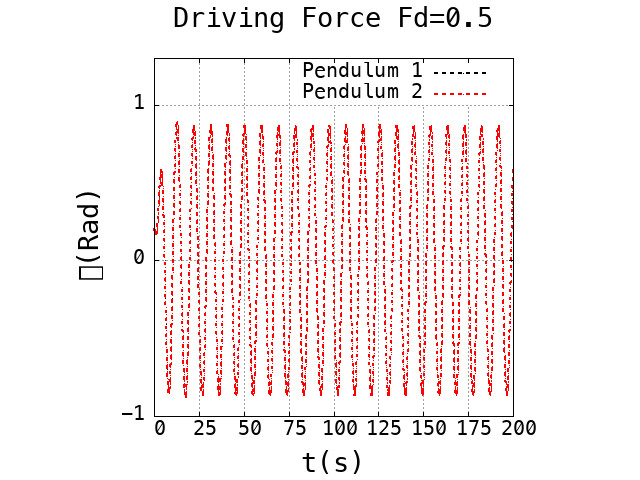 Driving Force Fd=0.5
Pendulum 1
Pendulum 2
1
0
−1
(Rad)
0 25 50 75 100 125 150 175 200
t(s)